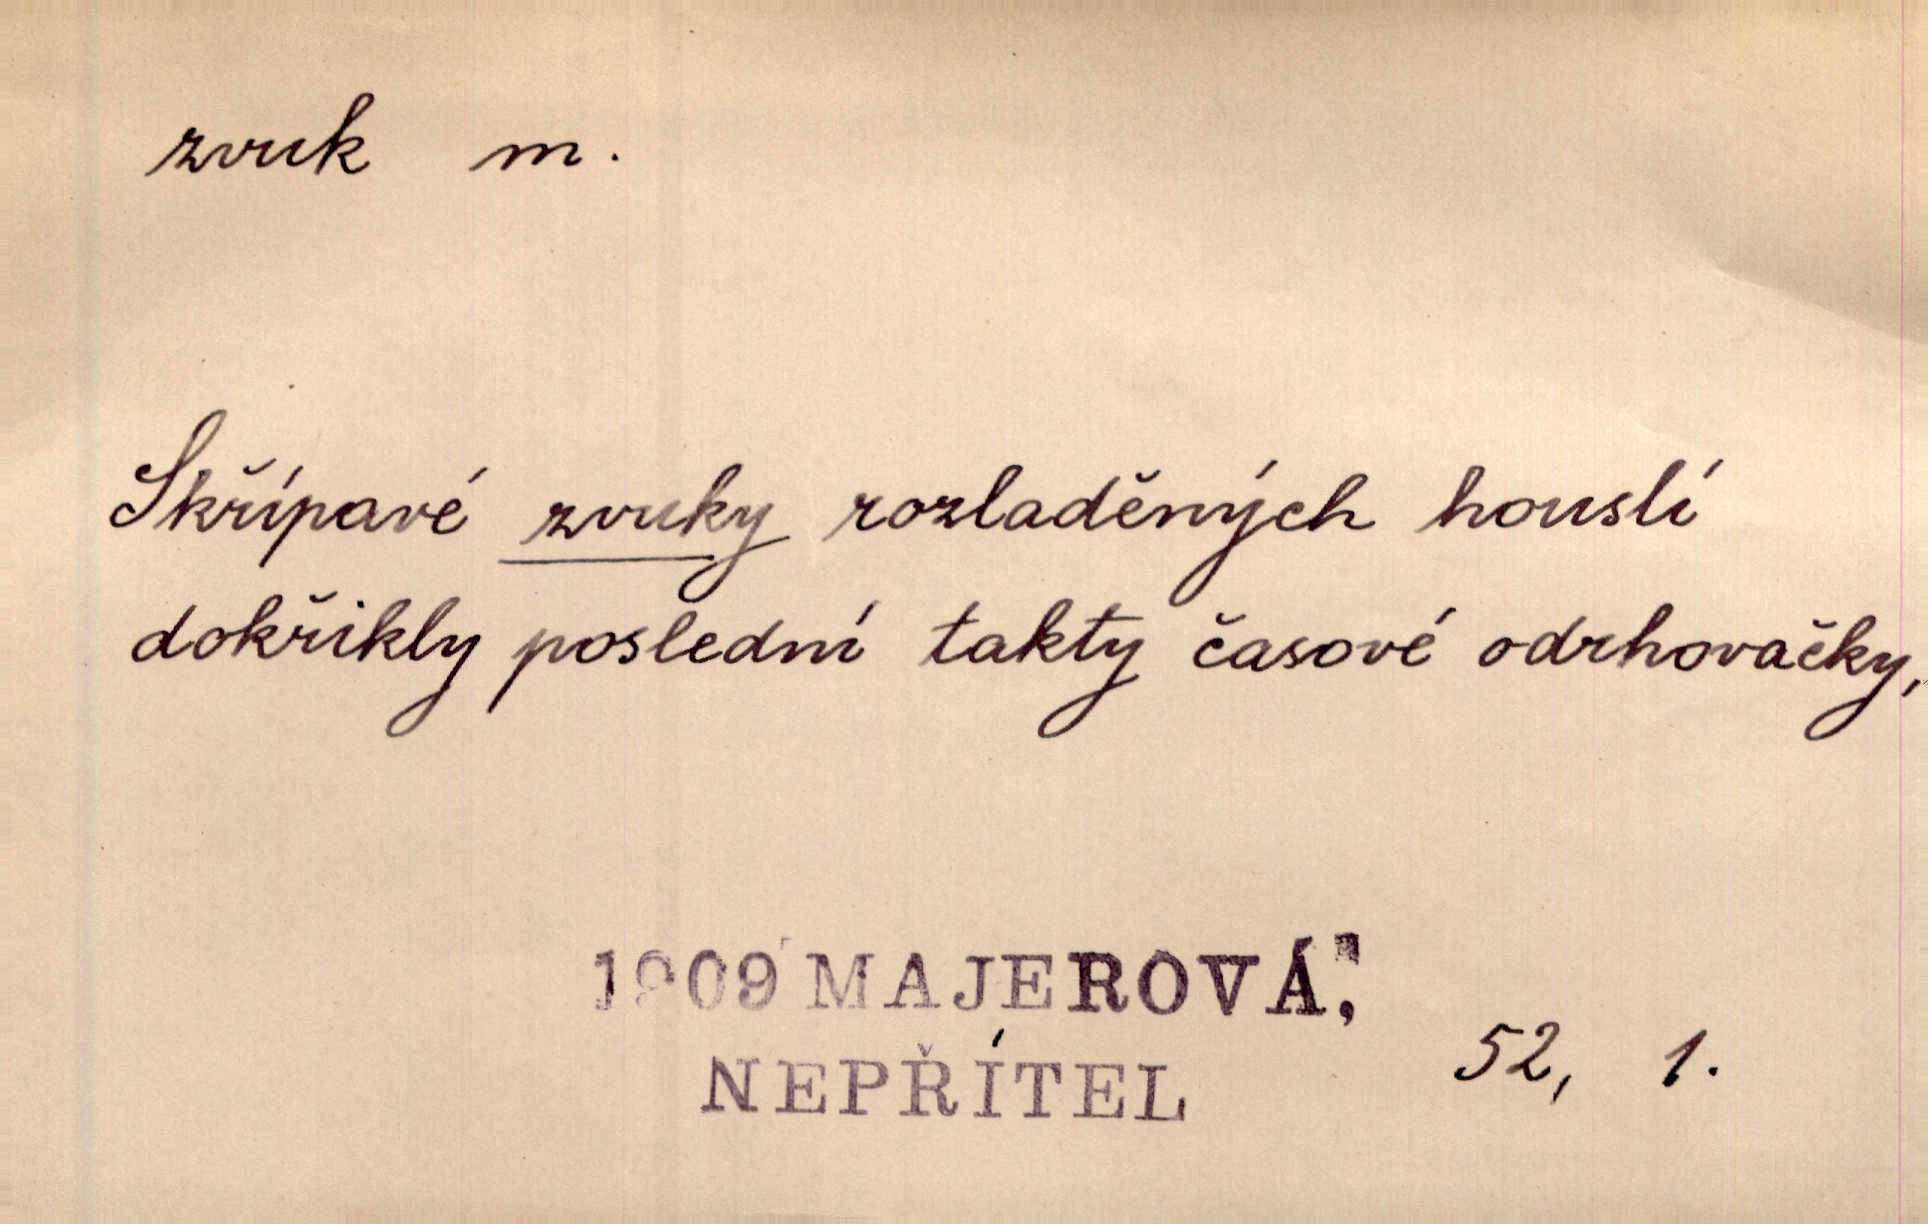 zvuk m.
Skřípavé zvuky rozladěných houslí
dokřikly poslední takty časové odrhovačky,
1909 MAJEROVÁ,
NEPŘÍTEL
52, 1.